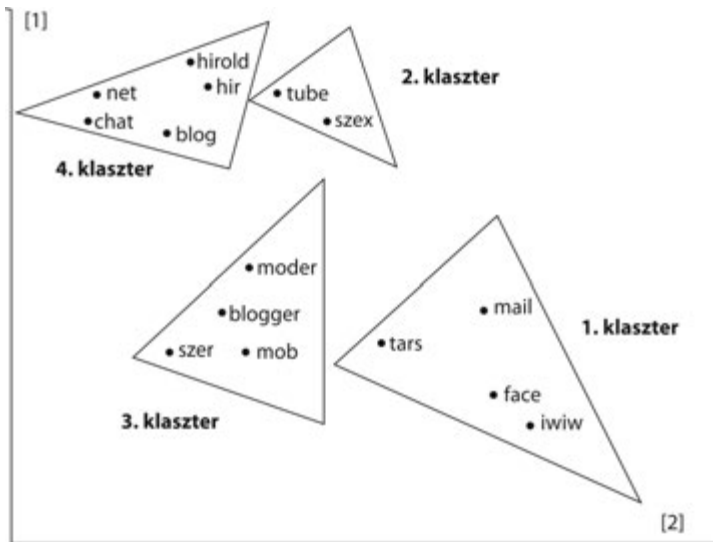 [1]
hirold
hir
net
chat
blog
4. klaszter
tube
szex
2. klaszter
moder
blogger
szer
mob
3. klaszter
mail
tars
1. klaszter
face
iwiw
[2]